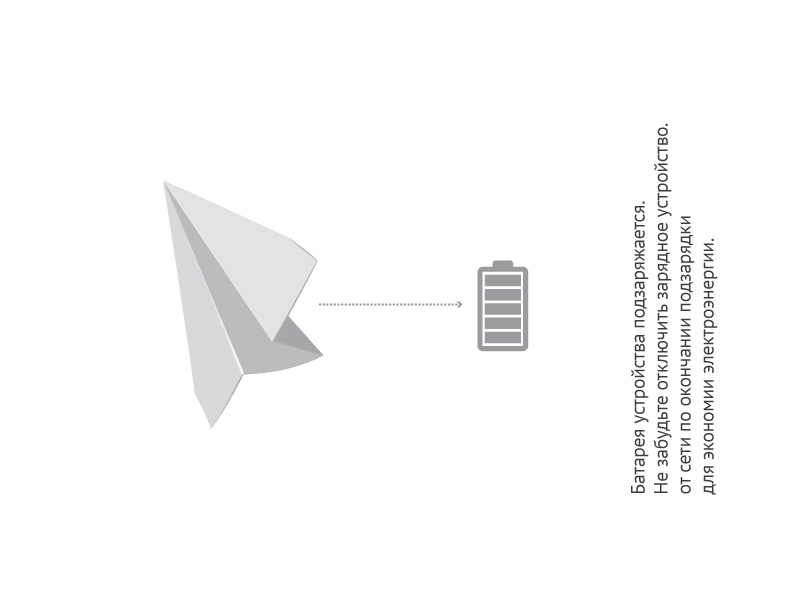 Батарея устройства подзаряжается.
Не забудьте отключить зарядное устройство.
от сети по окончании подзарядки
для экономии электроэнергии.